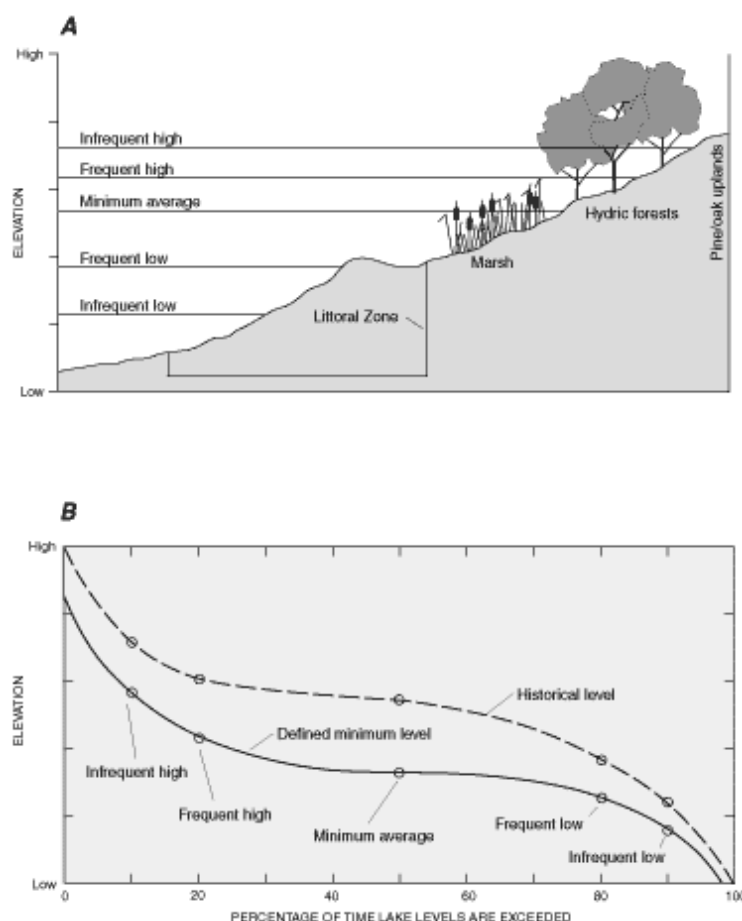 A
High
Infrequent high
Frequent high
Minimum average
Frequent low
Infrequent low
Low
ELEVATION
Littoral Zone
Marsh
Hydric forests
Pine/oak uplands
B
High
ELEVATION
Historical level
Defined minimum level
Infrequent high
Frequent high
Minimum average
Frequent low
Infrequent low
Low
0 20 40 60 80 100
PERCENTAGE OF TIME LAKE LEVELS ARE EXCEEDED